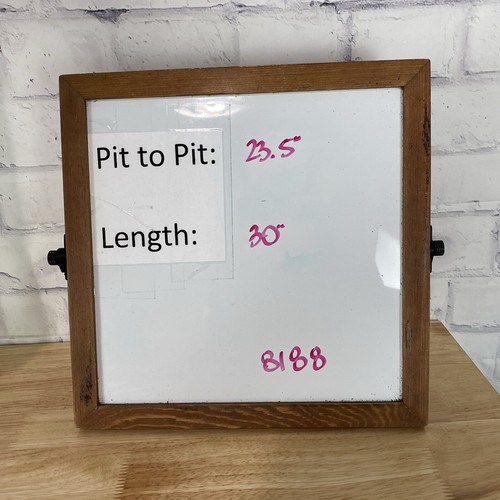 Pit to Pit: 23.5"
Length: 30"
8188